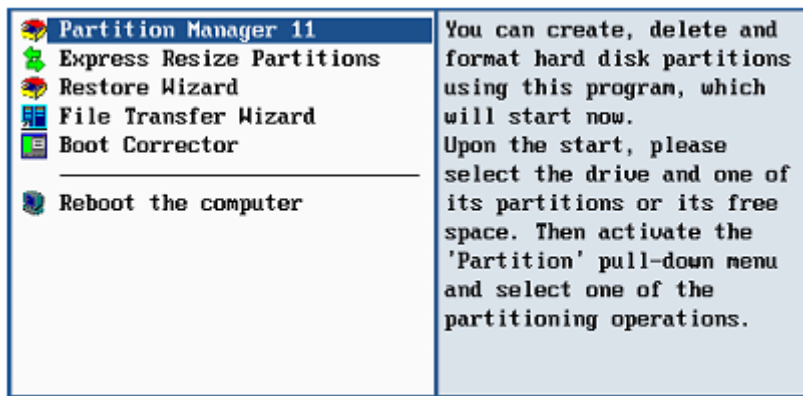 Partition Manager 11
Express Resize Partitions
Restore Wizard
File Transfer Wizard
Boot Corrector
Reboot the computer
You can create, delete and
format hard disk partitions
using this program, which
will start now.
Upon the start, please
select the drive and one of
its partitions or its free
space. Then activate the
'Partition' pull-down menu
and select one of the
partitioning operations.